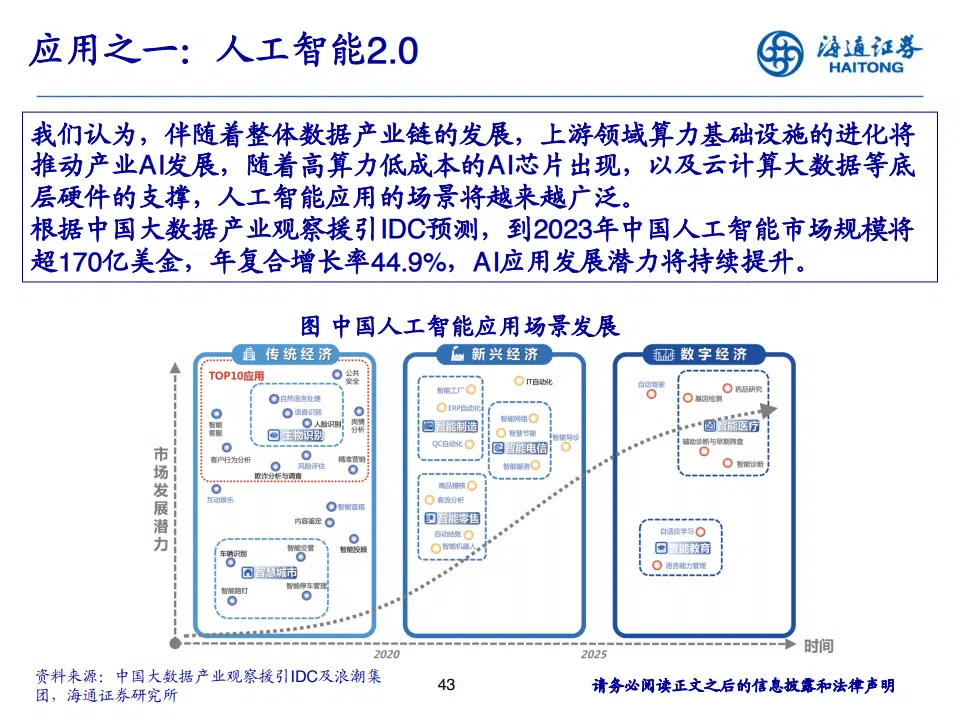 应用之一：人工智能2.0
海通证券
HAITONG
我们认为，伴随着整体数据产业链的发展，上游领域算力基础设施的进化将
推动产业AI发展，随着高算力低成本的AI芯片出现，以及云计算大数据等底
层硬件的支撑，人工智能应用的场景将越来越广泛。
根据中国大数据产业观察援引IDC预测，到2023年中国人工智能市场规模将
超170亿美金，年复合增长率44.9%，AI应用发展潜力将持续提升。
图 中国人工智能应用场景发展
市场发展潜力
传统经济
TOP10应用
公共
安全
自然语言处理
语音识别
人脸识别
生物识别
智能
客服
舆情
分析
客户行为分析
风险评估
精准营销
欺诈分析与调查
互动娱乐
智能音箱
内容鉴定
智能投顾
车辆识别
智能交管
智慧城市
智能路灯
智能停车管理
新兴经济
IT自动化
智能工厂
ERP自动化
智能制造
QC自动化
智能网络
智慧节能
智能电信
智能服务
智能导诊
商品稽核
客流分析
智能零售
自动结账
智能机器人
数字经济
自动驾驶
药品研究
基因检测
智能医疗
辅助诊断与早期筛查
智能诊断
自适应学习
智能教育
语言能力管理
2020
2025
时间
资料来源：中国大数据产业观察援引IDC及浪潮集
团，海通证券研究所
43
请务必阅读正文之后的信息披露和法律声明